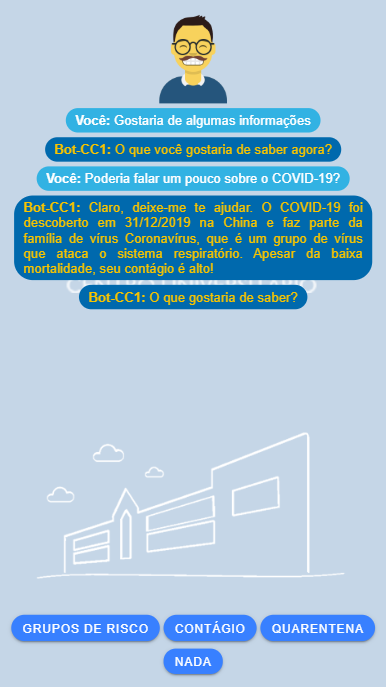 Você: Gostaria de algumas informações
Bot-CC1: O que você gostaria de saber agora?
Você: Poderia falar um pouco sobre o COVID-19?
Bot-CC1: Claro, deixe-me te ajudar. O COVID-19 foi
descoberto em 31/12/2019 na China e faz parte da
família de vírus Coronavírus, que é um grupo de vírus
que ataca o sistema respiratório. Apesar da baixa
mortalidade, seu contágio é alto!
Bot-CC1: O que gostaria de saber?
GRUPOS DE RISCO
CONTÁGIO
QUARENTENA
NADA